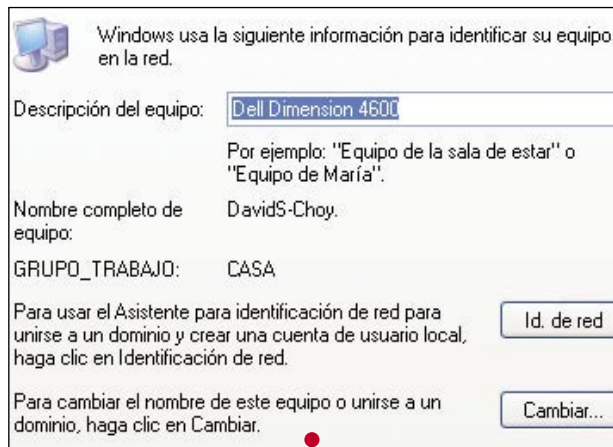 Windows usa la siguiente información para identificar su equipo
en la red.
Descripción del equipo: Dell Dimension 4600
Por ejemplo: "Equipo de la sala de estar" o
"Equipo de María".
Nombre completo de DavidS-Choy.
equipo:
GRUPO_TRABAJO: CASA
Para usar el Asistente para identificación de red para
unirse a un dominio y crear una cuenta de usuario local,
haga clic en Identificación de red.
Id. de red
Para cambiar el nombre de este equipo o unirse a un
dominio, haga clic en Cambiar.
Cambiar...